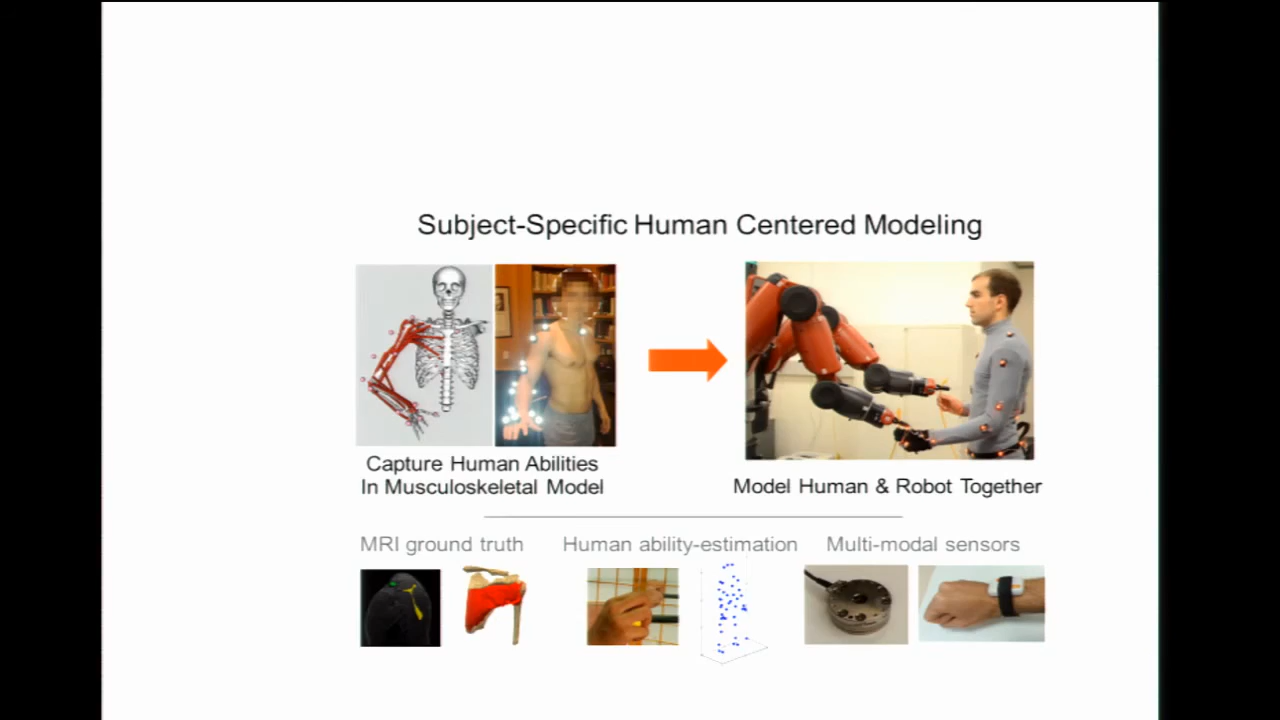 Subject-Specific Human Centered Modeling
Capture Human Abilities
In Musculoskeletal Model
Model Human & Robot Together
MRI ground truth
Human ability-estimation
Multi-modal sensors